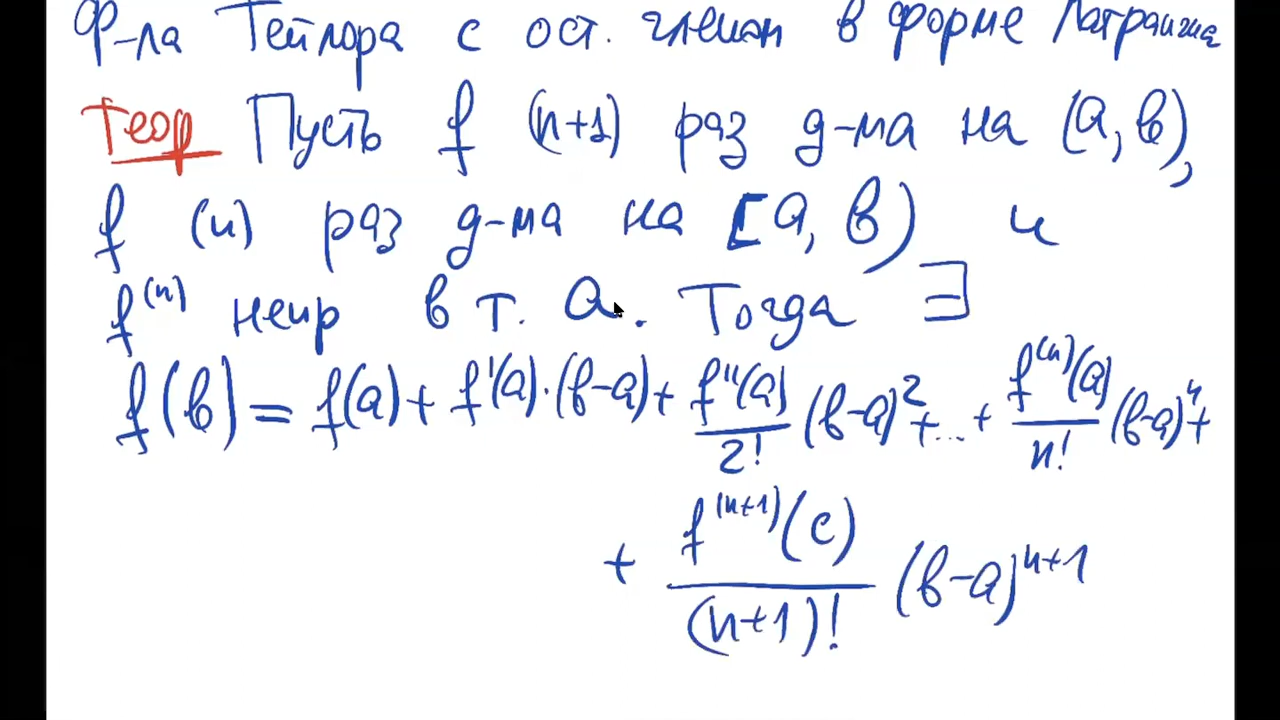 Ф-ла Тейлора с ост. членом в форме Лагранжа
Теор Пусть f (n+1) раз д-ма на (a, b),
f (n) раз д-ма на [a, b) и
f^(n) непр в т. a. Тогда ∃
f(b) = f(a) + f'(a)·(b-a) + f''(a)/2! (b-a)^2 + ... + f^(n)(a)/n! (b-a)^n +
+ f^(n+1)(c)/(n+1)! (b-a)^n+1